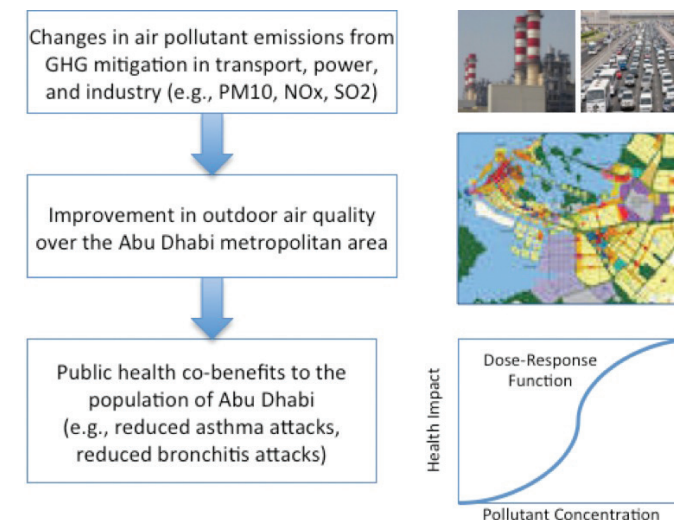 Changes in air pollutant emissions from
GHG mitigation in transport, power,
and industry (e.g., PM10, NOx, SO2)
Improvement in outdoor air quality
over the Abu Dhabi metropolitan area
Public health co-benefits to the
population of Abu Dhabi
(e.g., reduced asthma attacks,
reduced bronchitis attacks)
Dose-Response
Function
Health Impact
Pollutant Concentration